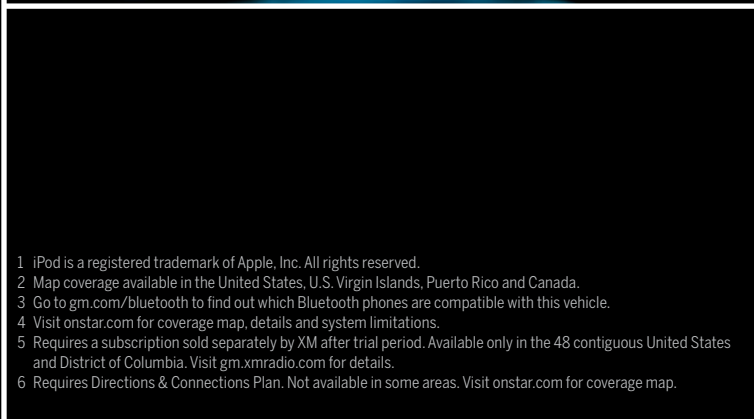 1 iPod is a registered trademark of Apple, Inc. All rights reserved.
2 Map coverage available in the United States, U.S. Virgin Islands, Puerto Rico and Canada.
3 Go to gm.com/bluetooth to find out which Bluetooth phones are compatible with this vehicle.
4 Visit onstar.com for coverage map, details and system limitations.
5 Requires a subscription sold separately by XM after trial period. Available only in the 48 contiguous United States
and District of Columbia. Visit gm.xmradio.com for details.
6 Requires Directions & Connections Plan. Not available in some areas. Visit onstar.com for coverage map.